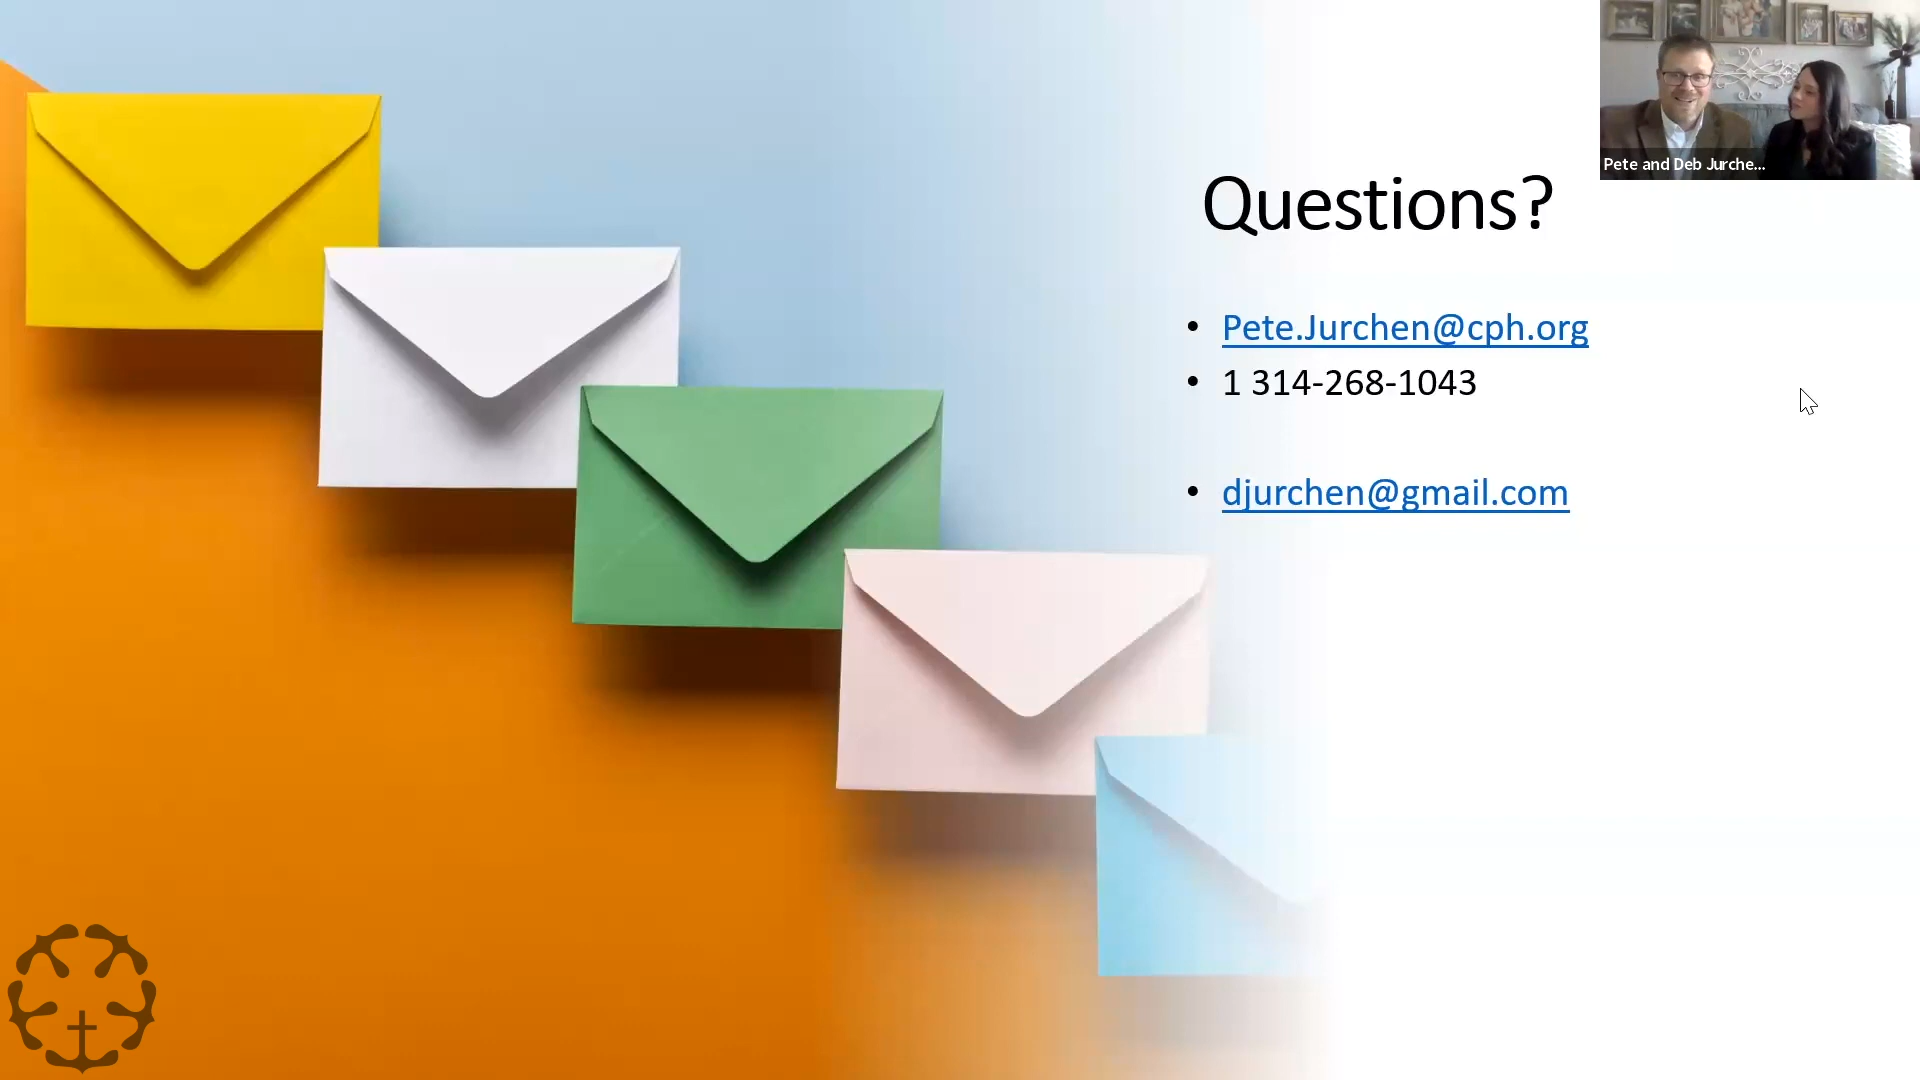 Pete and Deb Jurche...
Questions?
• Pete.Jurchen@cph.org
• 1 314-268-1043
• djurchen@gmail.com